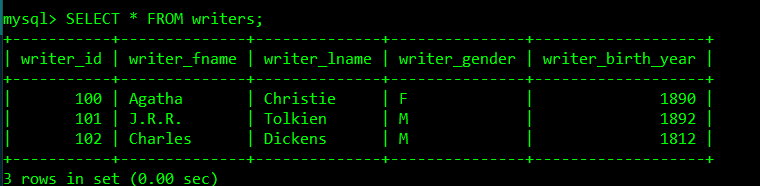 mysql> SELECT * FROM writers;
+-----------+--------------+--------------+---------------+-------------------+
| writer_id | writer_fname | writer_lname | writer_gender | writer_birth_year |
+-----------+--------------+--------------+---------------+-------------------+
|       100 | Agatha       | Christie     | F             |              1890 |
|       101 | J.R.R.       | Tolkien      | M             |              1892 |
|       102 | Charles      | Dickens      | M             |              1812 |
+-----------+--------------+--------------+---------------+-------------------+
3 rows in set (0.00 sec)